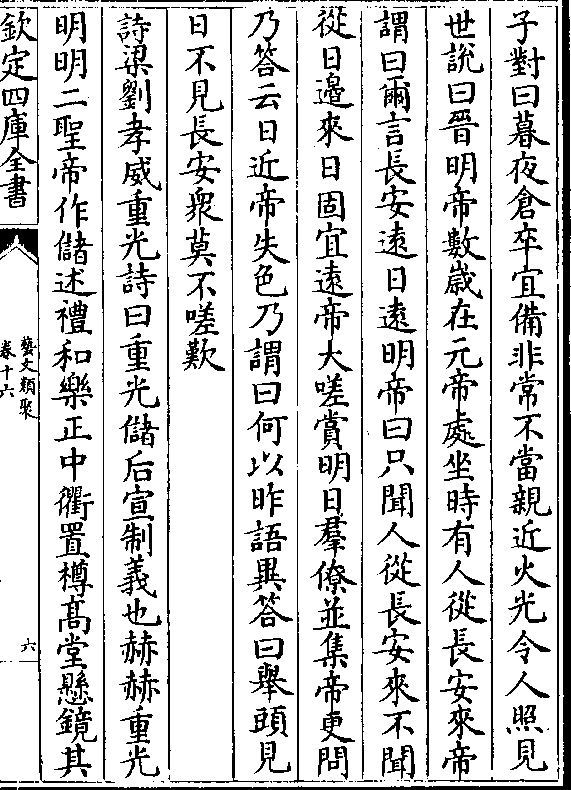 子對曰暮夜倉卒宜備非常不當親近火光令人照見
世說曰晉明帝數歲在元帝處坐時有人從長安來帝
謂曰爾言長安遠日遠明帝曰只聞人從長安來不聞
從日邉來日固宜遠帝大嗟賞明日羣僚並集帝更問
乃答云日近帝失色乃謂曰何以昨語異答曰舉頭見
日不見長安衆莫不嗟歎
詩梁劉孝威重光詩曰重光儲后宣制義也赫赫重光
明明二聖帝作儲述禮和樂正中衢置樽髙堂懸鏡其
欽定四庫全書
藝文類聚
卷十六
六